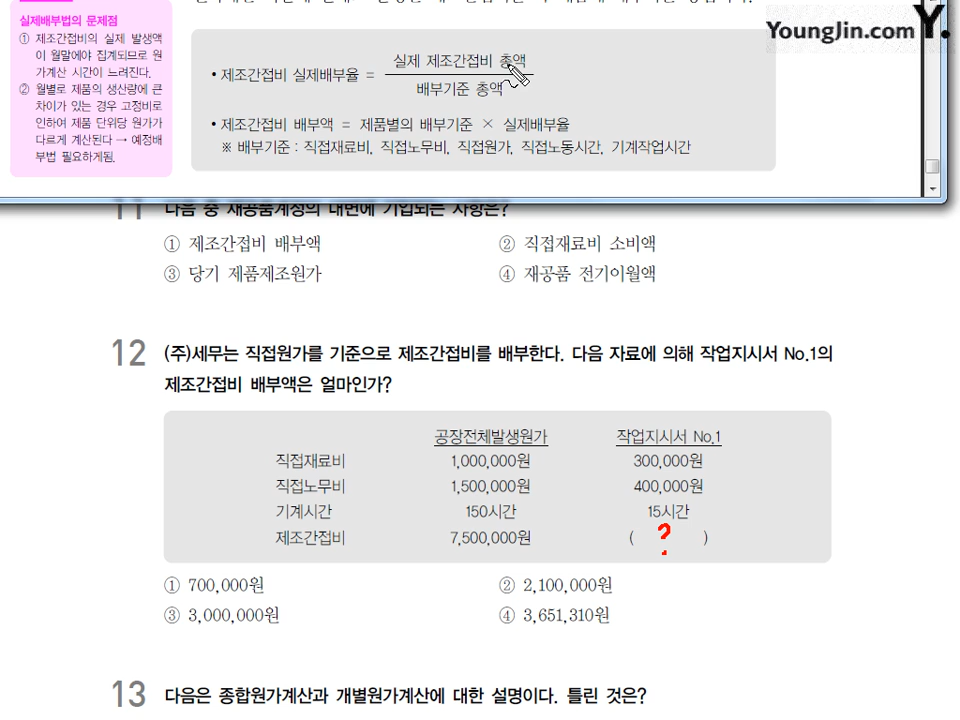 실제배부법의 문제점
① 제조간접비의 실제 발생액
이 월말에야 집계되므로 원
가계산 시간이 느려진다.
② 월별로 제품의 생산량에 큰
차이가 있는 경우 고정비로
인하여 제품 단위당 원가가
다르게 계산된다 → 예정배
부법 필요하게됨.
YoungJin.com Y.
• 제조간접비 실제배부율 = 실제 제조간접비 총액
배부기준 총액
• 제조간접비 배부액 = 제품별의 배부기준 × 실제배부율
※ 배부기준 : 직접재료비, 직접노무비, 직접원가, 직접노동시간, 기계작업시간
11 다음 중 재공품계정의 대변에 기입되는 사항은?
① 제조간접비 배부액 ② 직접재료비 소비액
③ 당기 제품제조원가 ④ 재공품 전기이월액
12 (주)세무는 직접원가를 기준으로 제조간접비를 배부한다. 다음 자료에 의해 작업지시서 No.1의
제조간접비 배부액은 얼마인가?
공장전체발생원가 작업지시서 No.1
직접재료비 1,000,000원 300,000원
직접노무비 1,500,000원 400,000원
기계시간 150시간 15시간
제조간접비 7,500,000원 ( ? )
① 700,000원 ② 2,100,000원
③ 3,000,000원 ④ 3,651,310원
13 다음은 종합원가계산과 개별원가계산에 대한 설명이다. 틀린 것은?